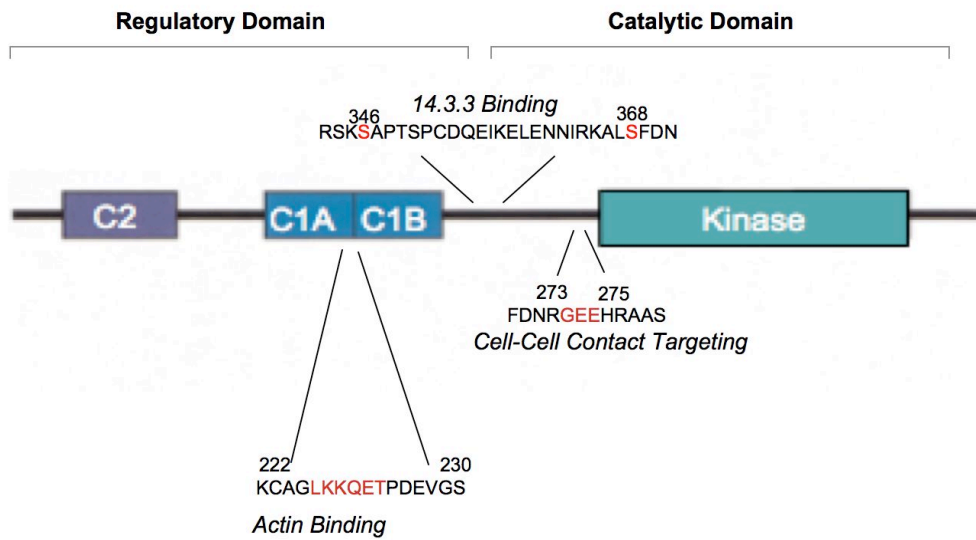 Regulatory Domain Catalytic Domain
14.3.3 Binding
346 368
RSKSAPTSPCDQEIKELENNIRKALSFDN
C2 C1A C1B Kinase
273 275
FDNRGEEHRAAS
Cell-Cell Contact Targeting
222 230
KCAGLKKQETPDEVGS
Actin Binding